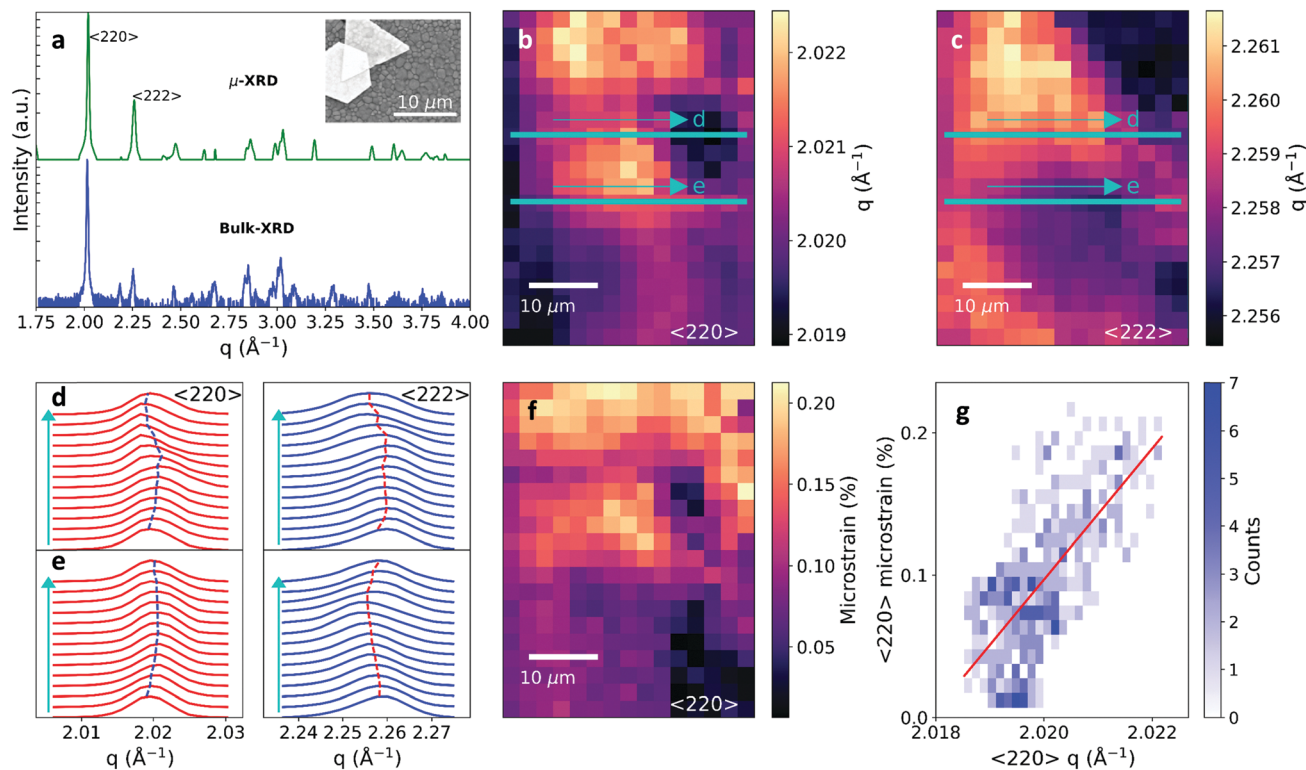 a
<220>
<222>
μ-XRD
Bulk-XRD
10 μm
Intensity (a.u.)
1.75 2.00 2.25 2.50 2.75 3.00 3.25 3.50 3.75 4.00
q (Å⁻¹)
b
d
e
10 μm
<220>
2.022
2.021
2.020
2.019
q (Å⁻¹)
c
d
e
10 μm
<222>
2.261
2.260
2.259
2.258
2.257
2.256
q (Å⁻¹)
d
<220>
<222>
e
2.01 2.02 2.03
q (Å⁻¹)
2.24 2.25 2.26 2.27
q (Å⁻¹)
f
10 μm
<220>
0.20
0.15
0.10
0.05
Microstrain (%)
g
<220> microstrain (%)
0.2
0.1
0.0
2.018 2.020 2.022
<220> q (Å⁻¹)
7
6
5
4
3
2
1
0
Counts